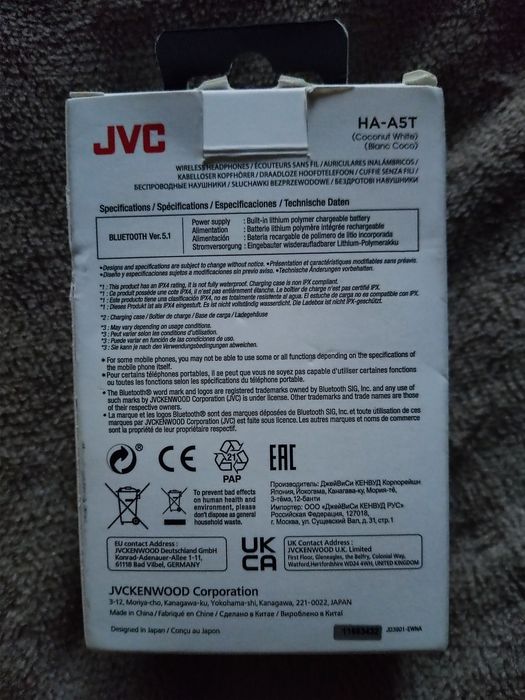 JVC
HA-A5T
(Coconut White)
(Blanc Coco)
WIRELESS HEADPHONES / ÉCOUTEURS SANS FIL / AURICULARES INALÁMBRICOS /
KABELLOSER KOPFHÖRER / DRAADLOZE HOOFDTELEFOON / CUFFIE SENZA FILI /
БЕСПРОВОДНЫЕ НАУШНИКИ / SŁUCHAWKI BEZPRZEWODOWE / БЕЗДРОТОВІ НАВУШНИКИ
Specifications / Spécifications / Especificaciones / Technische Daten
BLUETOOTH Ver.5.1
Power supply : Built-in lithium polymer chargeable battery
Alimentation : Batterie lithium polymère intégrée rechargeable
Alimentación : Batería recargable de polímero de litio incorporada
Stromversorgung : Eingebauter wiederaufladbarer Lithium-Polymerakku
•Designs and specifications are subject to change without notice. •Présentation et caractéristiques modifiables sans préavis.
•Diseño y especificaciones sujetos a modificaciones sin previo aviso. •Technische Änderungen vorbehalten.
*1 : This product has an IPX4 rating, It is not fully waterproof. Charging case is non IPX compliant.
*1 : Ce produit possède une cote IPX4, il n'est pas entièrement étanche. Le boîtier de charge n'est pas certifié IPX.
*1 : Este producto tiene una clasificación IPX4, no es totalmente resistente al agua. El estuche de carga no es compatible con IPX.
*1 : Dieses Produkt ist als IPX4 eingestuft. Es ist nicht vollständig wasserdicht. Die Ladebox ist nicht IPX-geschützt.
*2 : Charging case / Boîtier de charge / Base de carga / Ladegehäuse
*3 : May vary depending on usage conditions.
*3 : Peut varier selon les conditions d'utilisation.
*3 : Puede variar en función de las condiciones de uso.
*3 : Sie kann je nach den Verwendungsbedingungen abweichen.
• For some mobile phones, you may not be able to use some or all functions depending on the specifications of
the mobile phone itself.
•Pour certains téléphones portables, il se peut que vous ne soyez pas capable d'utiliser certaines fonctions
ou toutes les fonctions selon les spécifications du téléphone portable.
• The Bluetooth® word mark and logos are registered trademarks owned by Bluetooth SIG, Inc. and any use of
such marks by JVCKENWOOD Corporation (JVC) is under license. Other trademarks and trade names are those
of their respective owners.
• La marque et les logos Bluetooth® sont des marques déposées de Bluetooth SIG, Inc. et toute utilisation de ces
marques par JVCKENWOOD Corporation (JVC) est faite sous licence. Les autres marques et noms de commerce
sont la propriété de leur propriétaire respectif.
CE
21
PAP
EAC
To prevent bad effects
on human health and
environment, please
don't dispose as general
household waste.
Производитель: ДжейВиСи КЕНВУД Корпорейшн
Япония, Иокогама, Канагава-ку, Мория-тё,
3-тёмэ, 12-банти
Импортер: ООО «ДжейВиСи КЕНВУД РУС»
Российская Федерация, 127018,
г. Москва, ул. Сущёвский Вал, д. 31, стр.1
EU contact Address :
JVCKENWOOD Deutschland GmbH
Konrad-Adenauer-Allee 1-11,
61118 Bad Vilbel, GERMANY
UK
CA
UK Contact Address :
JVCKENWOOD U.K. Limited
First Floor, Gleneagles, the Belfry, Colonial Way,
Watford,Hertfordshire WD24 4WH, UNITED KINGDOM
JVCKENWOOD Corporation
3-12, Moriya-cho, Kanagawa-ku, Yokohama-shi, Kanagawa, 221-0022, JAPAN
Made in China / Fabriqué en Chine / Сделано в Китае / Вироблено в Китаї
Designed in Japan / Conçu au Japon
JD3801-EWNA